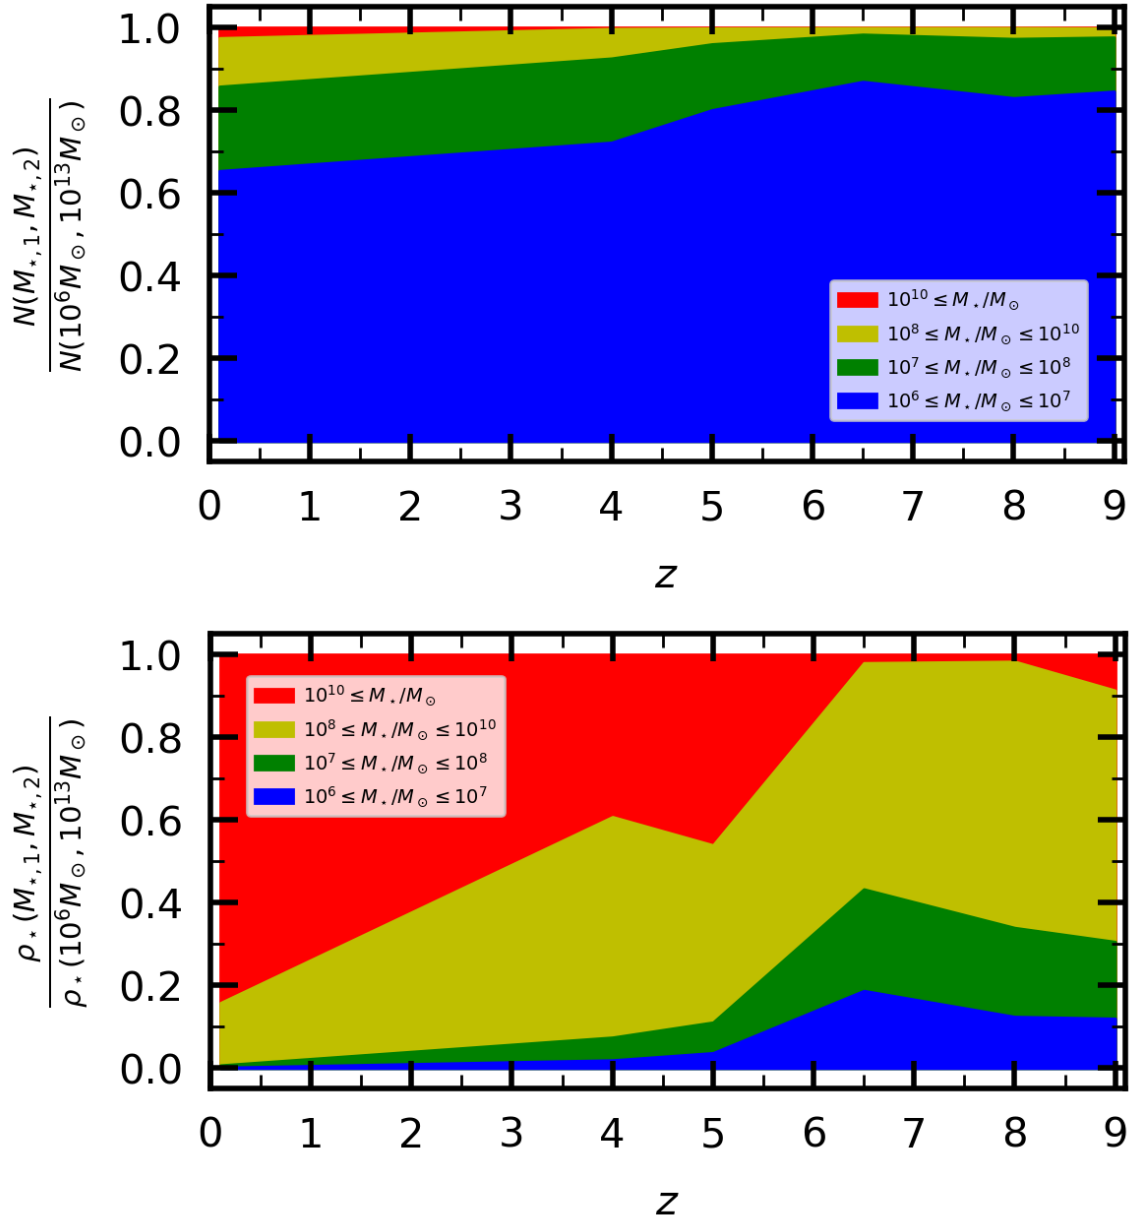 N(M⋆,1, M⋆,2)
N(10⁶M⊙, 10¹³M⊙)
1.0
0.8
0.6
0.4
0.2
0.0
10¹⁰ ≤ M⋆/M⊙
10⁸ ≤ M⋆/M⊙ ≤ 10¹⁰
10⁷ ≤ M⋆/M⊙ ≤ 10⁸
10⁶ ≤ M⋆/M⊙ ≤ 10⁷
0 1 2 3 4 5 6 7 8 9
z
ρ⋆(M⋆,1, M⋆,2)
ρ⋆(10⁶M⊙, 10¹³M⊙)
1.0
0.8
0.6
0.4
0.2
0.0
10¹⁰ ≤ M⋆/M⊙
10⁸ ≤ M⋆/M⊙ ≤ 10¹⁰
10⁷ ≤ M⋆/M⊙ ≤ 10⁸
10⁶ ≤ M⋆/M⊙ ≤ 10⁷
0 1 2 3 4 5 6 7 8 9
z